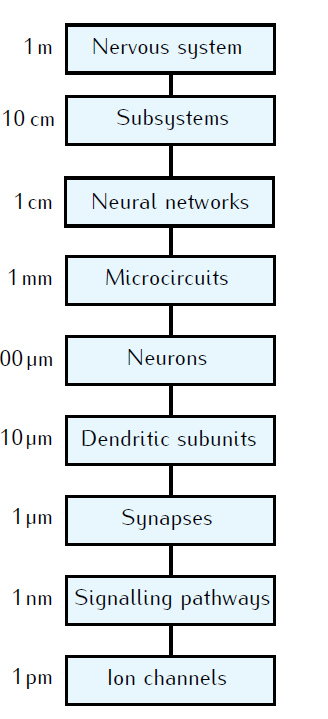 1 m Nervous system
10 cm Subsystems
1 cm Neural networks
1 mm Microcircuits
00 µm Neurons
10 µm Dendritic subunits
1 µm Synapses
1 nm Signalling pathways
1 pm Ion channels